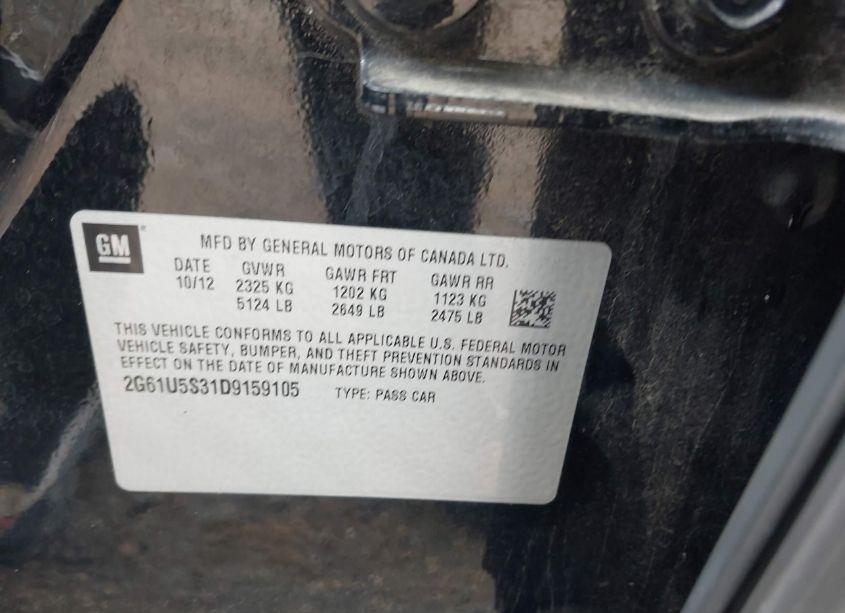 GM
MFD BY GENERAL MOTORS OF CANADA LTD.
DATE GVWR GAWR FRT GAWR RR
10/12 2325 KG 1202 KG 1123 KG
5124 LB 2649 LB 2475 LB
THIS VEHICLE CONFORMS TO ALL APPLICABLE U.S. FEDERAL MOTOR
VEHICLE SAFETY, BUMPER, AND THEFT PREVENTION STANDARDS IN
EFFECT ON THE DATE OF MANUFACTURE SHOWN ABOVE.
2G61U5S31D9159105 TYPE: PASS CAR